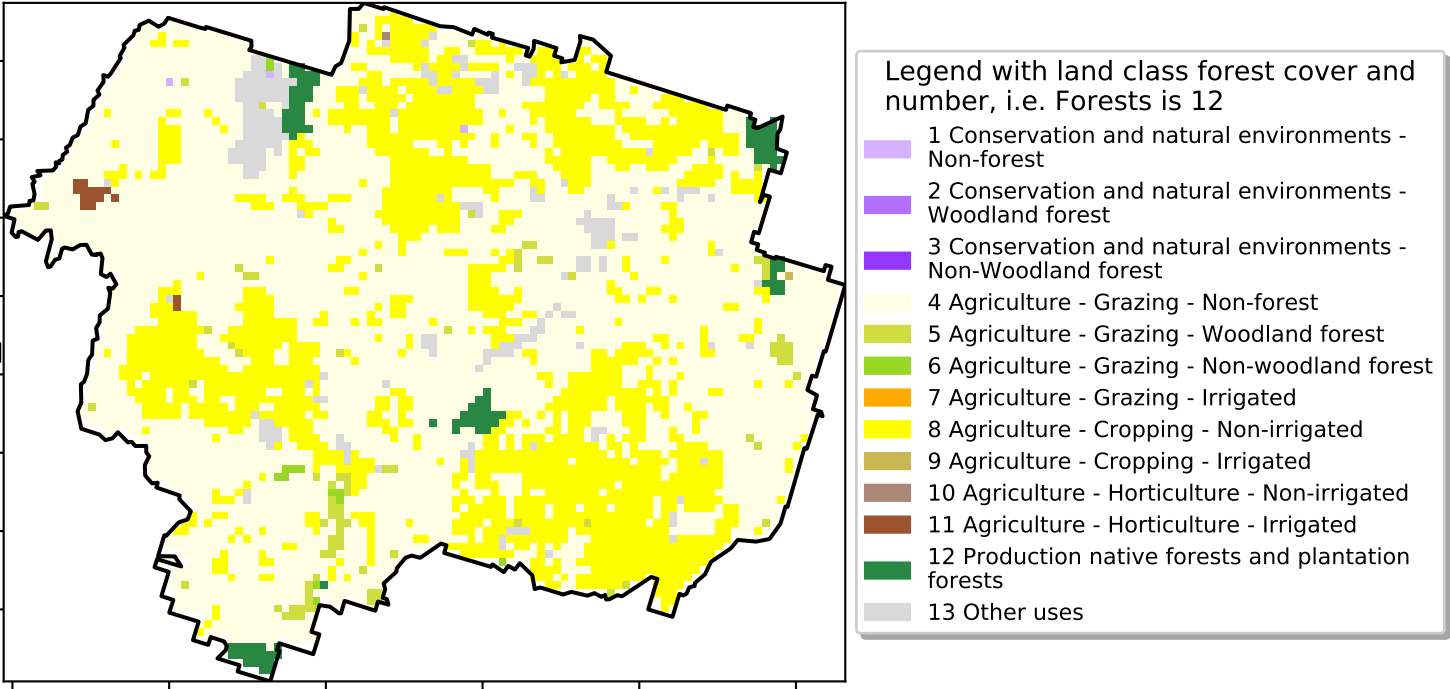 Legend with land class forest cover and
number, i.e. Forests is 12
1 Conservation and natural environments -
Non-forest
2 Conservation and natural environments -
Woodland forest
3 Conservation and natural environments -
Non-Woodland forest
4 Agriculture - Grazing - Non-forest
5 Agriculture - Grazing - Woodland forest
6 Agriculture - Grazing - Non-woodland forest
7 Agriculture - Grazing - Irrigated
8 Agriculture - Cropping - Non-irrigated
9 Agriculture - Cropping - Irrigated
10 Agriculture - Horticulture - Non-irrigated
11 Agriculture - Horticulture - Irrigated
12 Production native forests and plantation
forests
13 Other uses